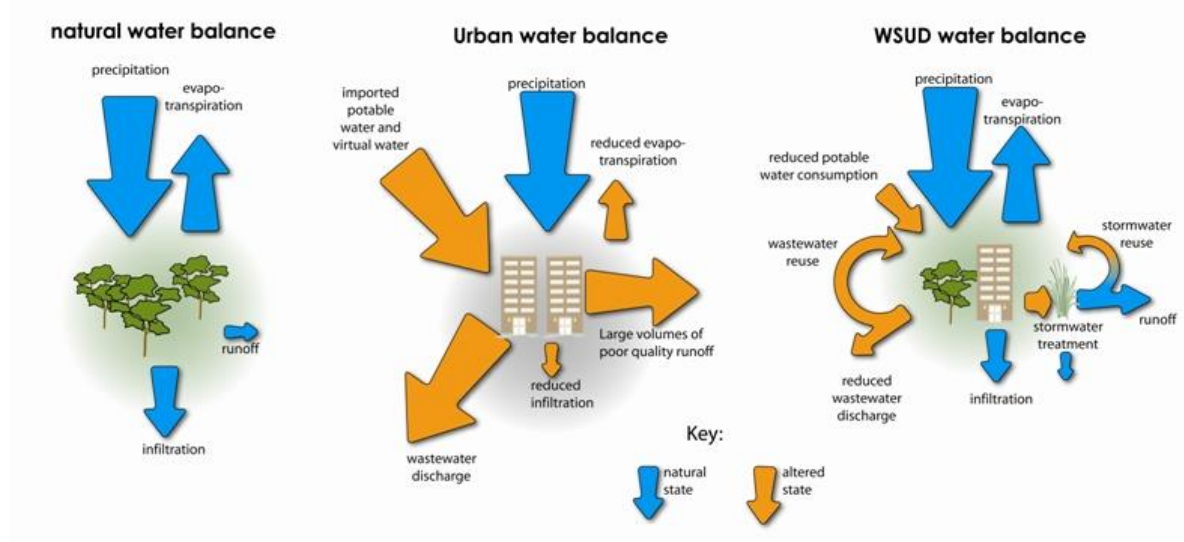 natural water balance
precipitation
evapo-
transpiration
runoff
infiltration
Urban water balance
imported
potable
water and
virtual water
precipitation
reduced evapo-
transpiration
Large volumes of
poor quality runoff
reduced
infiltration
wastewater
discharge
WSUD water balance
precipitation
evapo-
transpiration
reduced potable
water consumption
wastewater
reuse
stormwater
reuse
runoff
stormwater
treatment
infiltration
reduced
wastewater
discharge
Key:
natural
state
altered
state